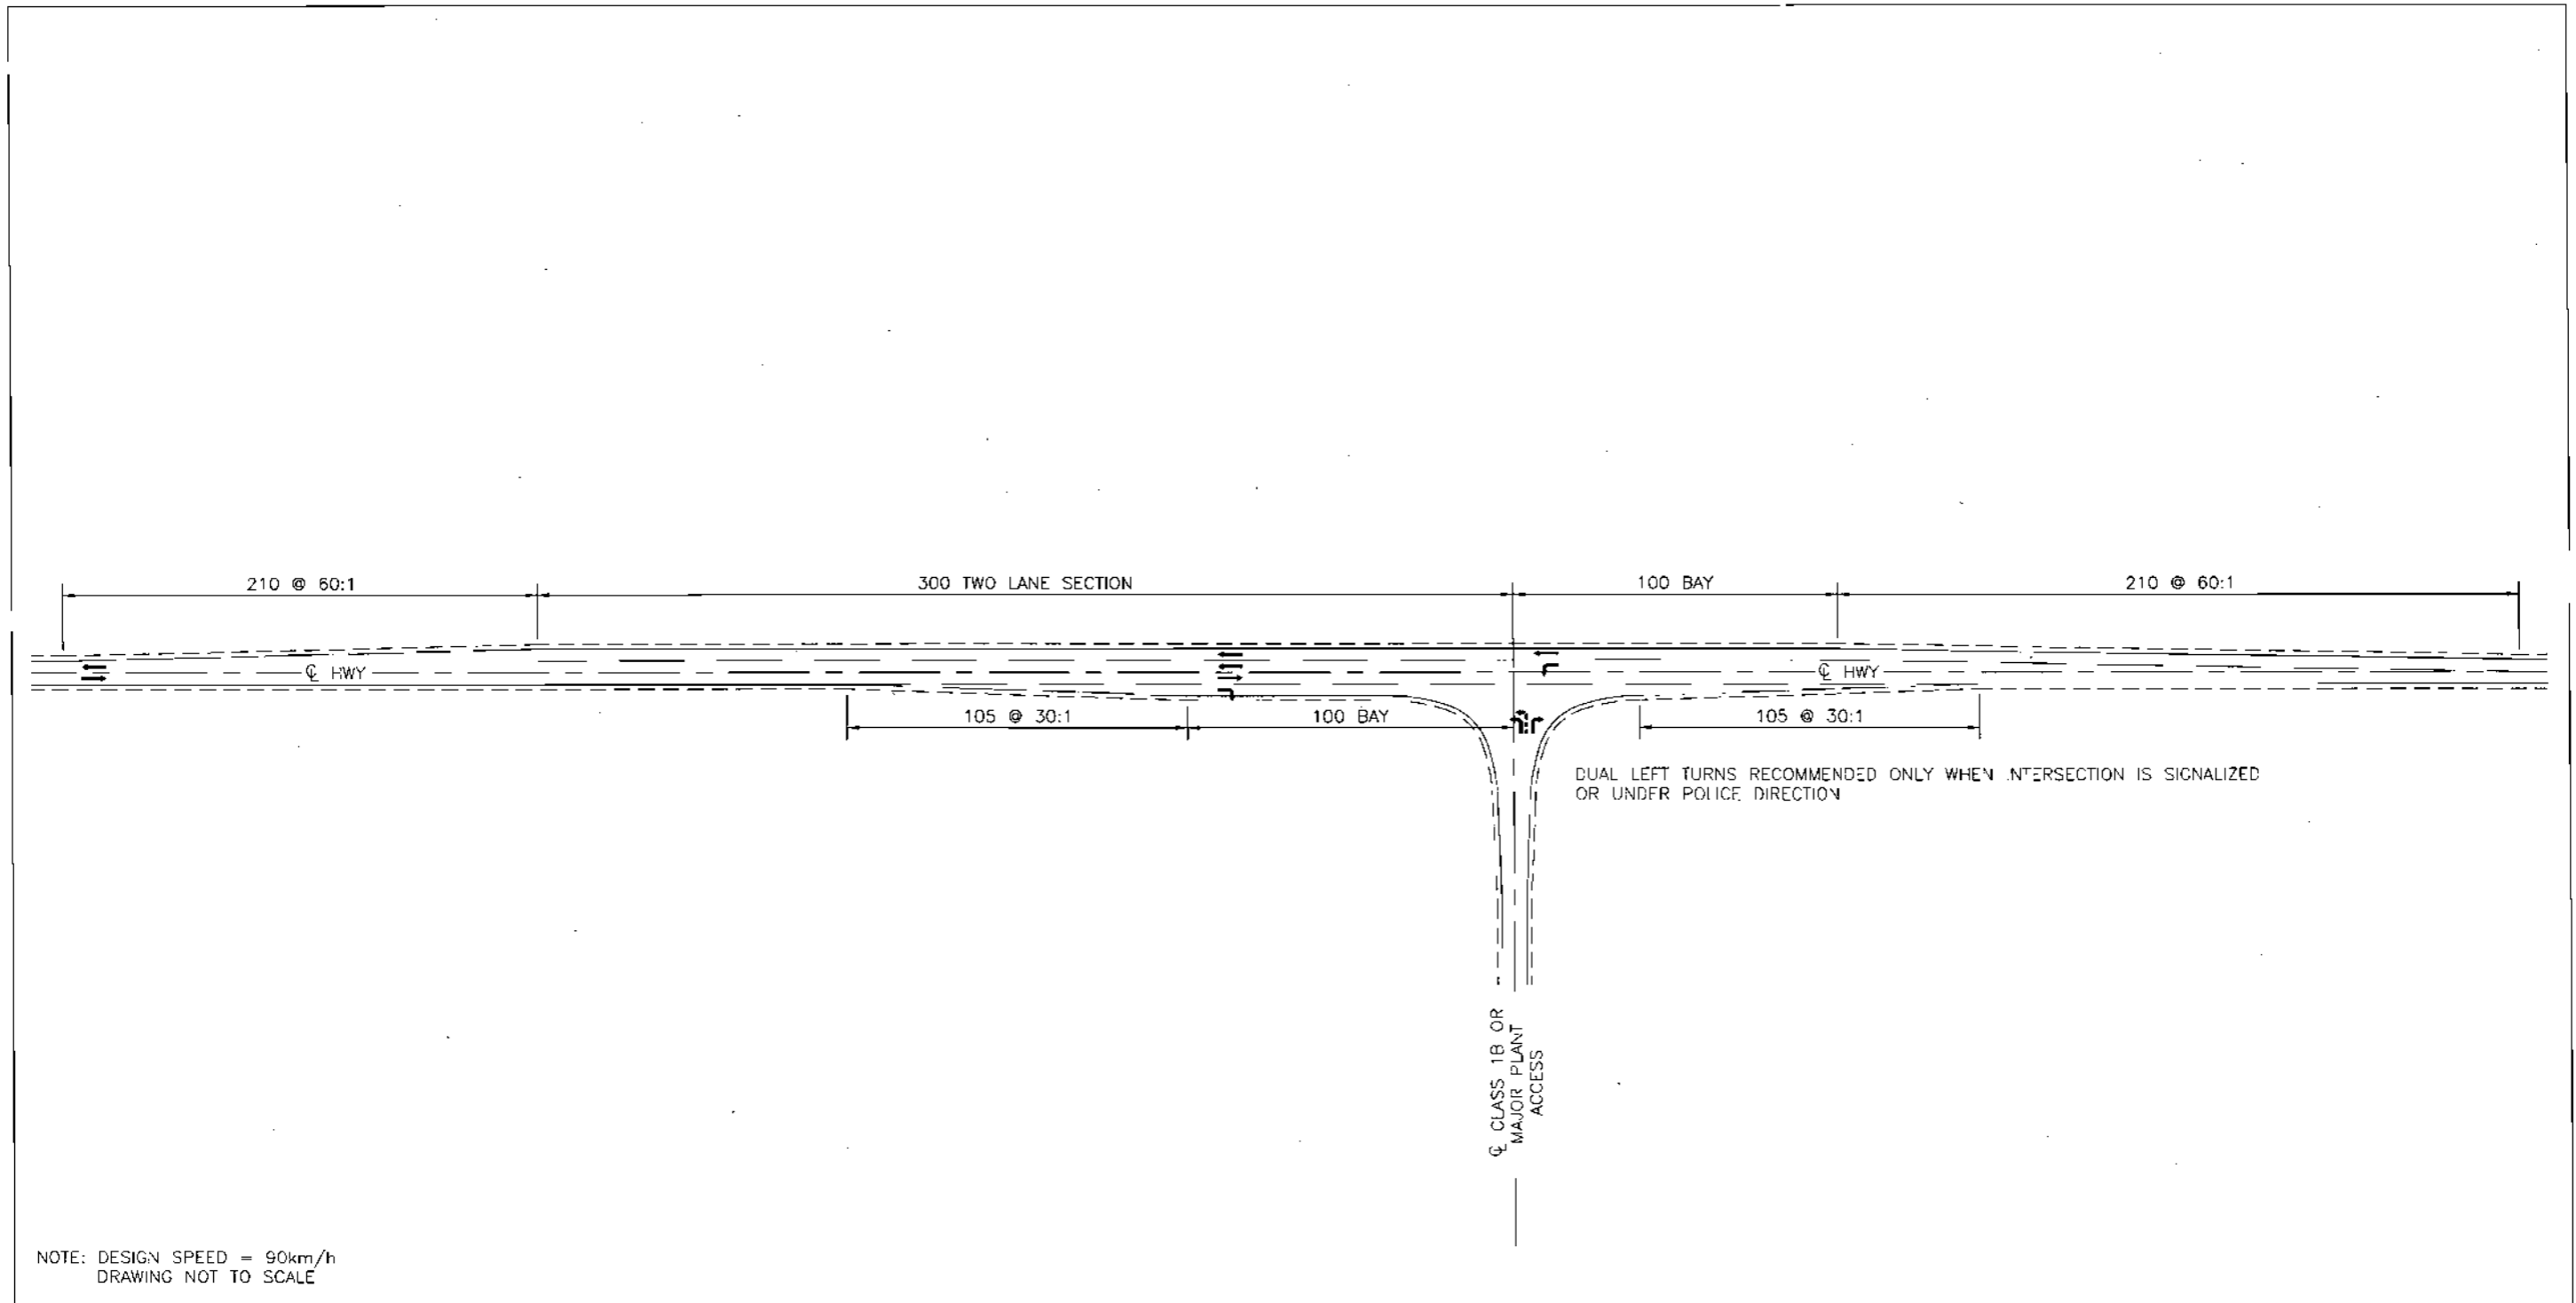 210 @ 60:1
300 TWO LANE SECTION
100 BAY
210 @ 60:1
℄ HWY
℄ HWY
105 @ 30:1
100 BAY
105 @ 30:1
DUAL LEFT TURNS RECOMMENDED ONLY WHEN INTERSECTION IS SIGNALIZED
OR UNDER POLICE DIRECTION
℄ CLASS 1B OR
MAJOR PLANT
ACCESS
NOTE: DESIGN SPEED = 90km/h
DRAWING NOT TO SCALE